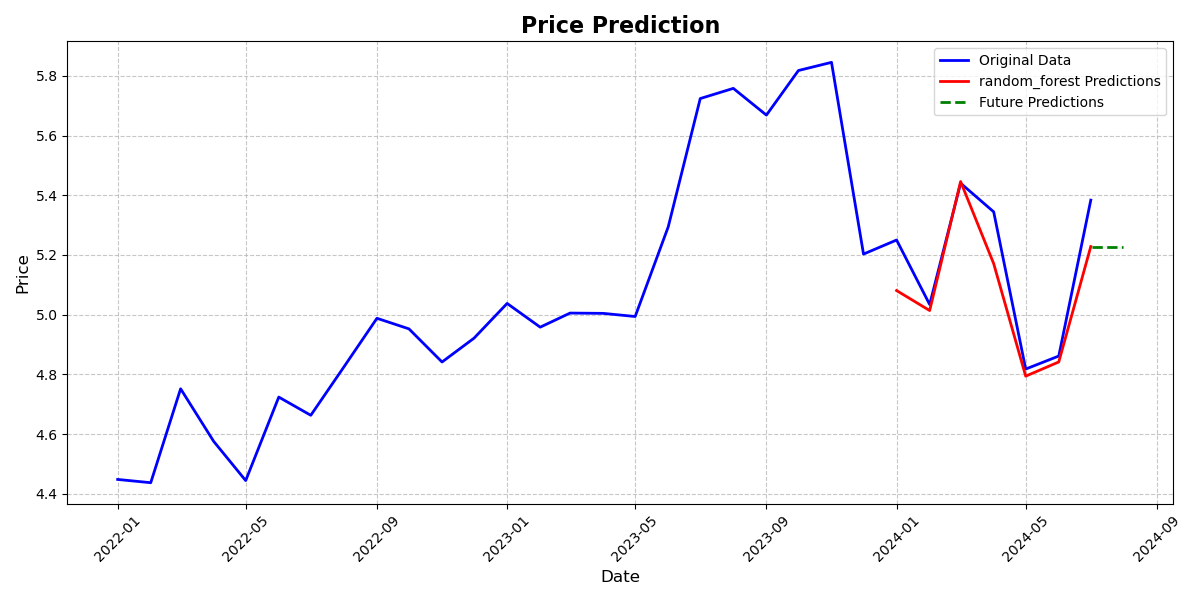 Price Prediction
Original Data
random_forest Predictions
Future Predictions
Price
5.8
5.6
5.4
5.2
5.0
4.8
4.6
4.4
2022-01
2022-05
2022-09
2023-01
2023-05
2023-09
2024-01
2024-05
2024-09
Date